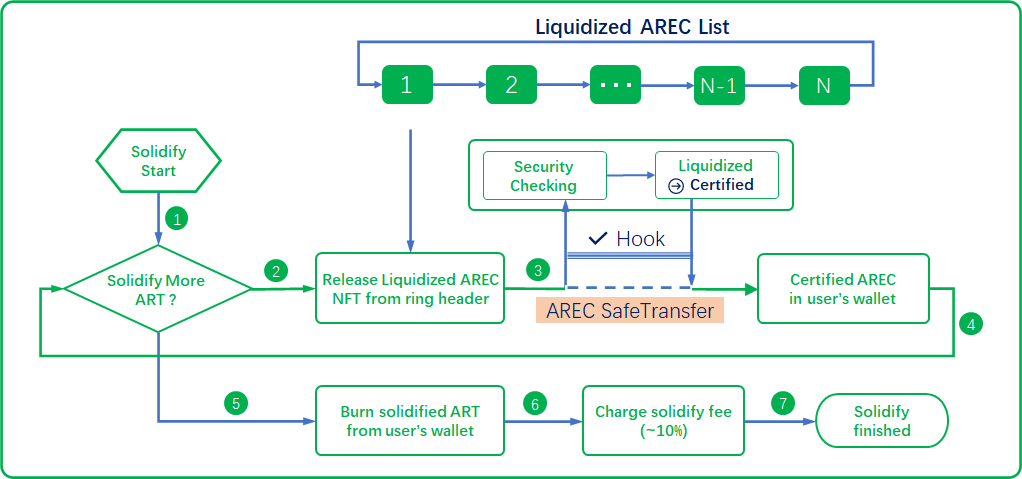 Liquidized AREC List
1
2
...
N-1
N
Solidify
Start
1
Security
Checking
Liquidized
Certified
Hook
Solidify More
ART ?
2
Release Liquidized AREC
NFT from ring header
3
AREC SafeTransfer
Certified AREC
in user's wallet
4
5
Burn solidified ART
from user's wallet
6
Charge solidify fee
(~10%)
7
Solidify
finished